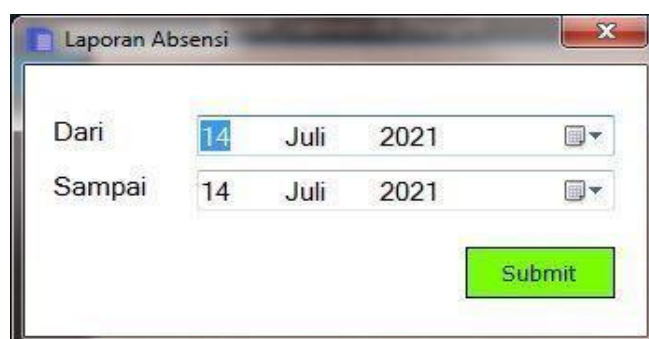 Laporan Absensi
Dari 14 Juli 2021
Sampai 14 Juli 2021
Submit